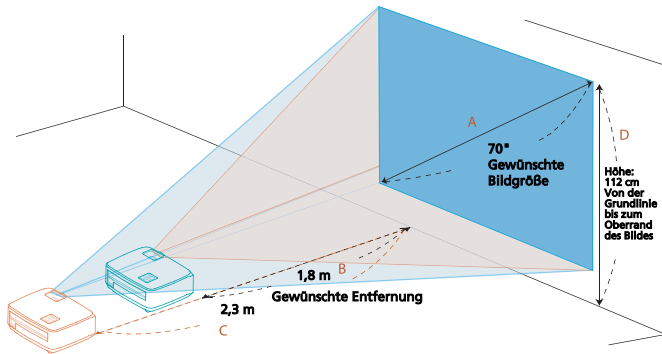 A
D
70"
Gewünschte
Bildgröße
Höhe:
112 cm
Von der
Grundlinie
bis zum
Oberrand
des Bildes
B
1,8 m
Gewünschte Entfernung
2,3 m
C